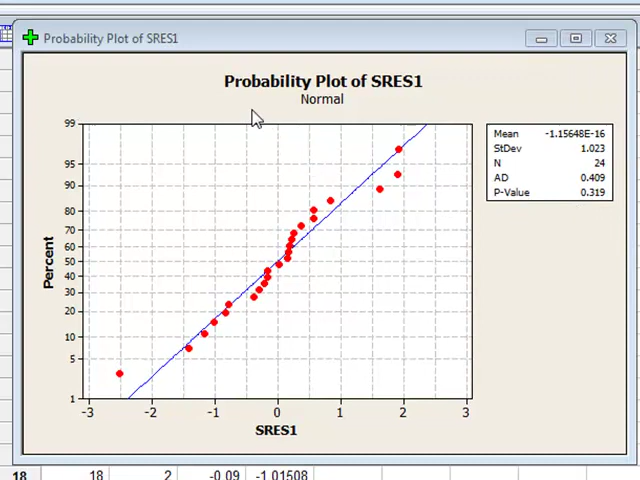 Probability Plot of SRES1
Probability Plot of SRES1
Normal
Mean -1.15648E-16
StDev 1.023
N 24
AD 0.409
P-Value 0.319
99
95
90
80
70
60
50
40
30
20
10
5
1
Percent
-3 -2 -1 0 1 2 3
SRES1
18 18 2 -0.09 -1.01508